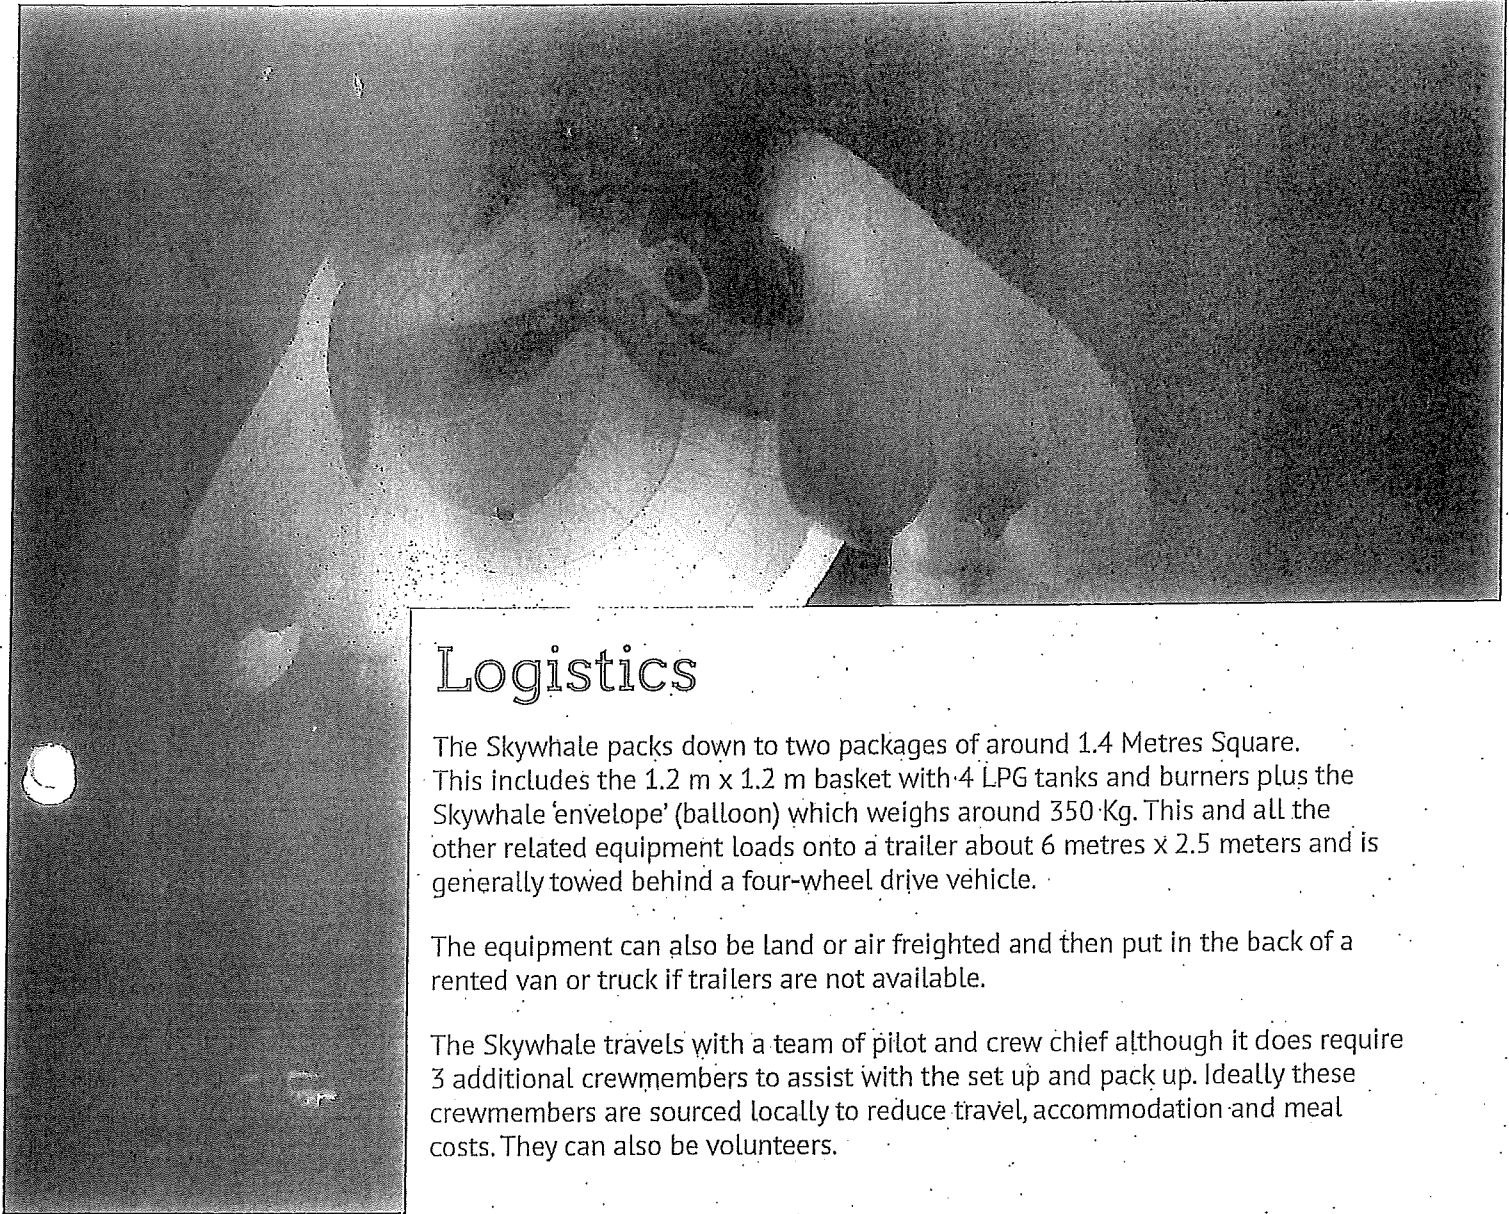 Logistics
The Skywhale packs down to two packages of around 1.4 Metres Square.
This includes the 1.2 m x 1.2 m basket with 4 LPG tanks and burners plus the
Skywhale 'envelope' (balloon) which weighs around 350 Kg. This and all the
other related equipment loads onto a trailer about 6 metres x 2.5 meters and is
generally towed behind a four-wheel drive vehicle.
The equipment can also be land or air freighted and then put in the back of a
rented van or truck if trailers are not available.
The Skywhale travels with a team of pilot and crew chief although it does require
3 additional crewmembers to assist with the set up and pack up. Ideally these
crewmembers are sourced locally to reduce travel, accommodation and meal
costs. They can also be volunteers.